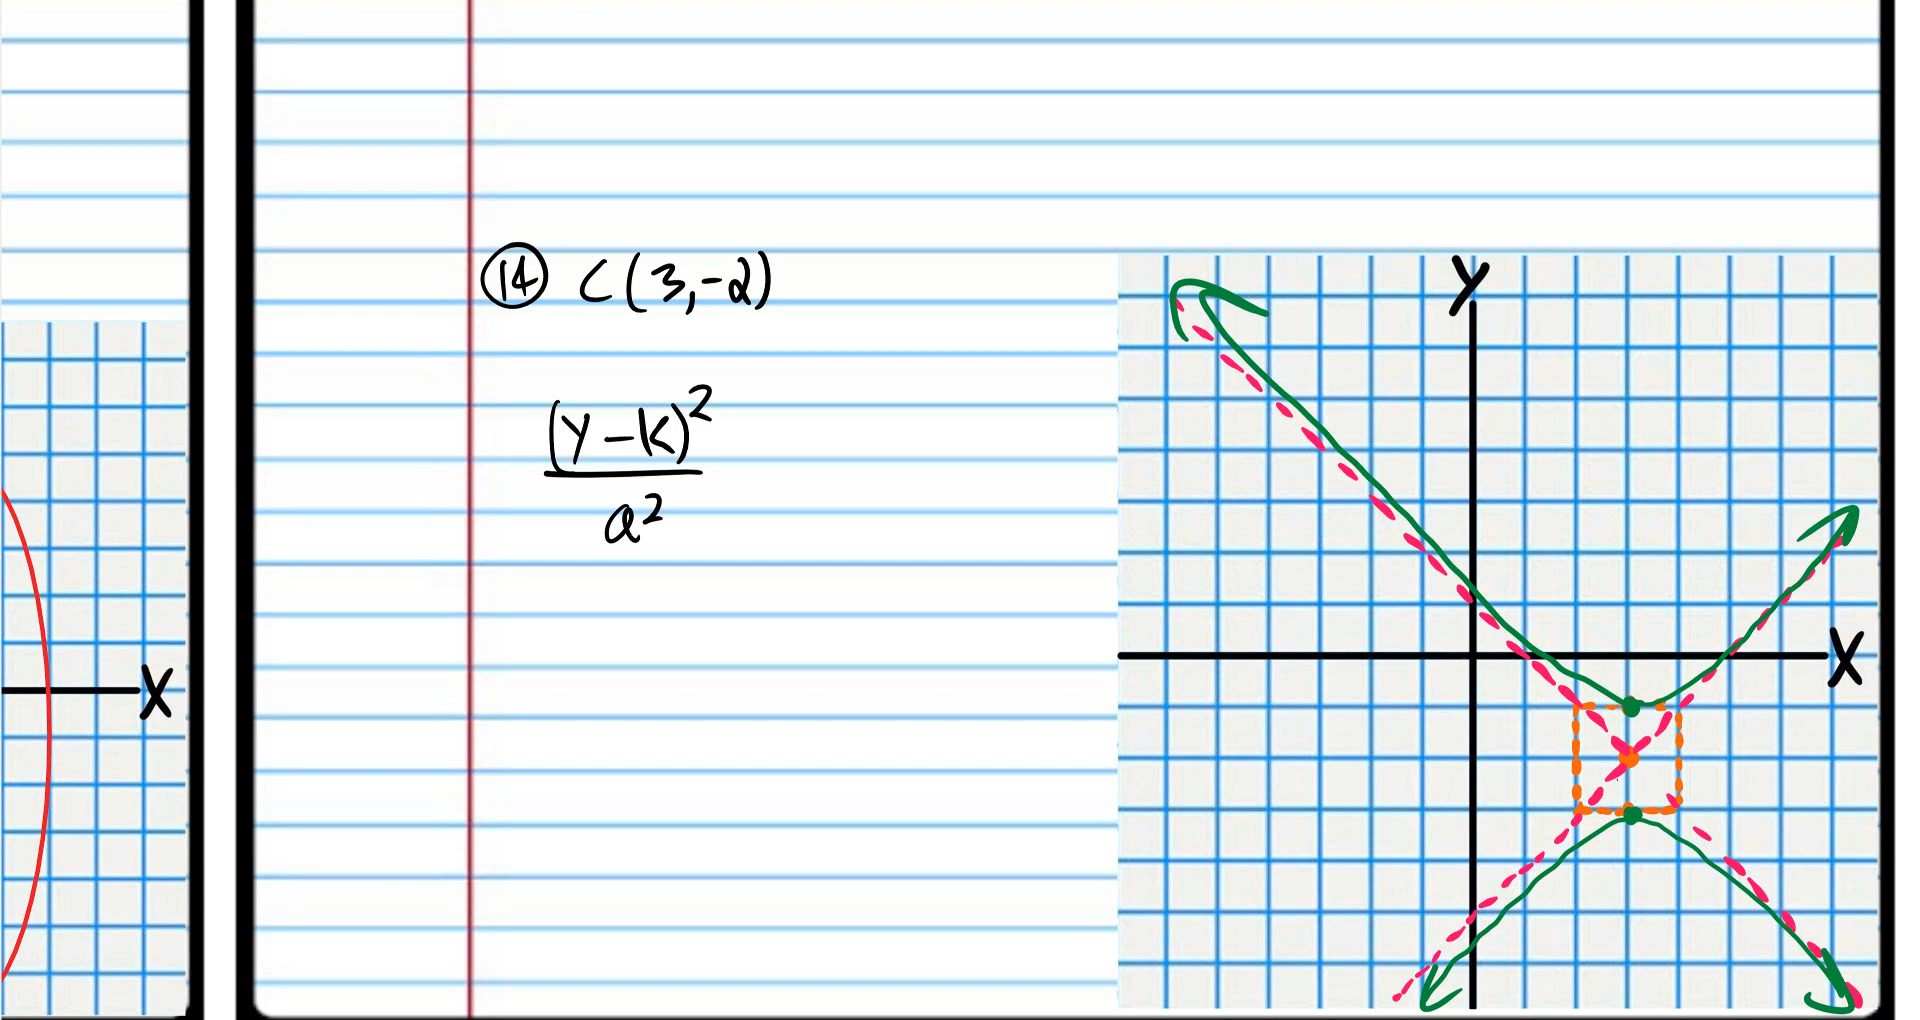 ⑭ C(3,-2)
(y-k)²
a²
Y
X
X